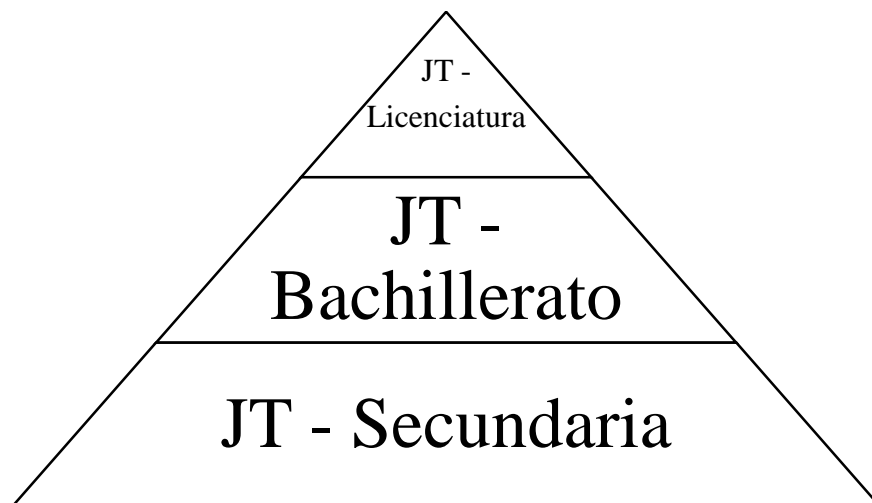 JT -
Licenciatura
JT -
Bachillerato
JT - Secundaria